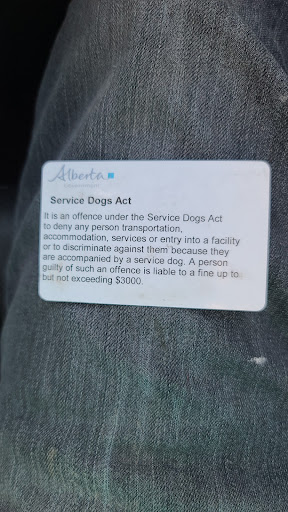 Alberta
Government
Service Dogs Act
It is an offence under the Service Dogs Act
to deny any person transportation,
accommodation, services or entry into a facility
or to discriminate against them because they
are accompanied by a service dog. A person
guilty of such an offence is liable to a fine up to
but not exceeding $3000.